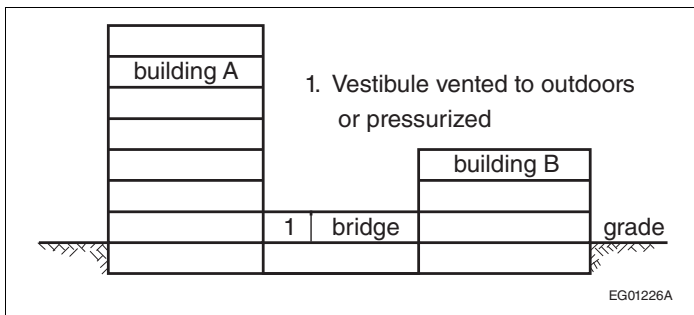 building A
1. Vestibule vented to outdoors
or pressurized
building B
1 bridge grade
EG01226A